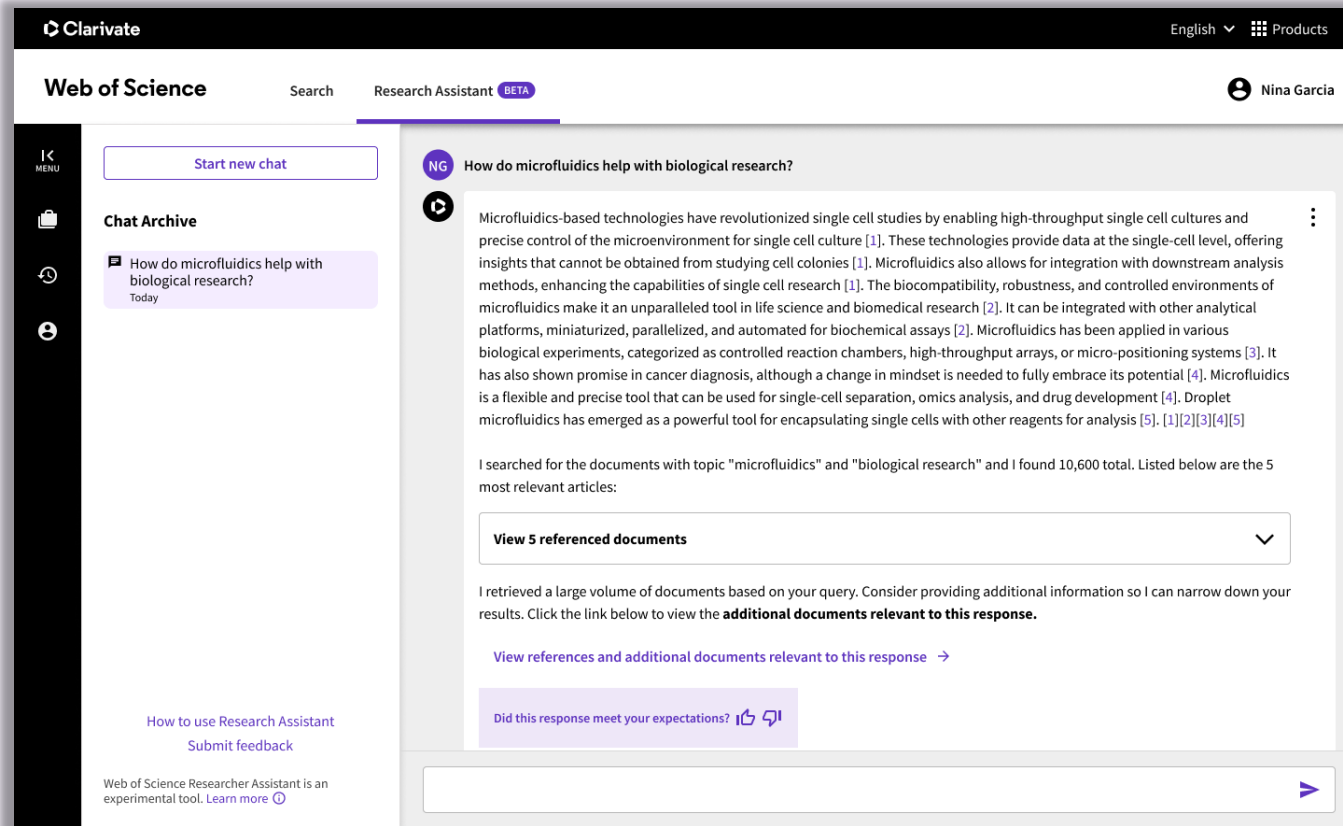 Clarivate
English
Products
Web of Science
Search
Research Assistant BETA
Nina Garcia
MENU
Start new chat
Chat Archive
How do microfluidics help with
biological research?
Today
How to use Research Assistant
Submit feedback
Web of Science Researcher Assistant is an
experimental tool. Learn more
NG
How do microfluidics help with biological research?
Microfluidics-based technologies have revolutionized single cell studies by enabling high-throughput single cell cultures and
precise control of the microenvironment for single cell culture [1]. These technologies provide data at the single-cell level, offering
insights that cannot be obtained from studying cell colonies [1]. Microfluidics also allows for integration with downstream analysis
methods, enhancing the capabilities of single cell research [1]. The biocompatibility, robustness, and controlled environments of
microfluidics make it an unparalleled tool in life science and biomedical research [2]. It can be integrated with other analytical
platforms, miniaturized, parallelized, and automated for biochemical assays [2]. Microfluidics has been applied in various
biological experiments, categorized as controlled reaction chambers, high-throughput arrays, or micro-positioning systems [3]. It
has also shown promise in cancer diagnosis, although a change in mindset is needed to fully embrace its potential [4]. Microfluidics
is a flexible and precise tool that can be used for single-cell separation, omics analysis, and drug development [4]. Droplet
microfluidics has emerged as a powerful tool for encapsulating single cells with other reagents for analysis [5]. [1][2][3][4][5]
I searched for the documents with topic "microfluidics" and "biological research" and I found 10,600 total. Listed below are the 5
most relevant articles:
View 5 referenced documents
I retrieved a large volume of documents based on your query. Consider providing additional information so I can narrow down your
results. Click the link below to view the additional documents relevant to this response.
View references and additional documents relevant to this response →
Did this response meet your expectations?